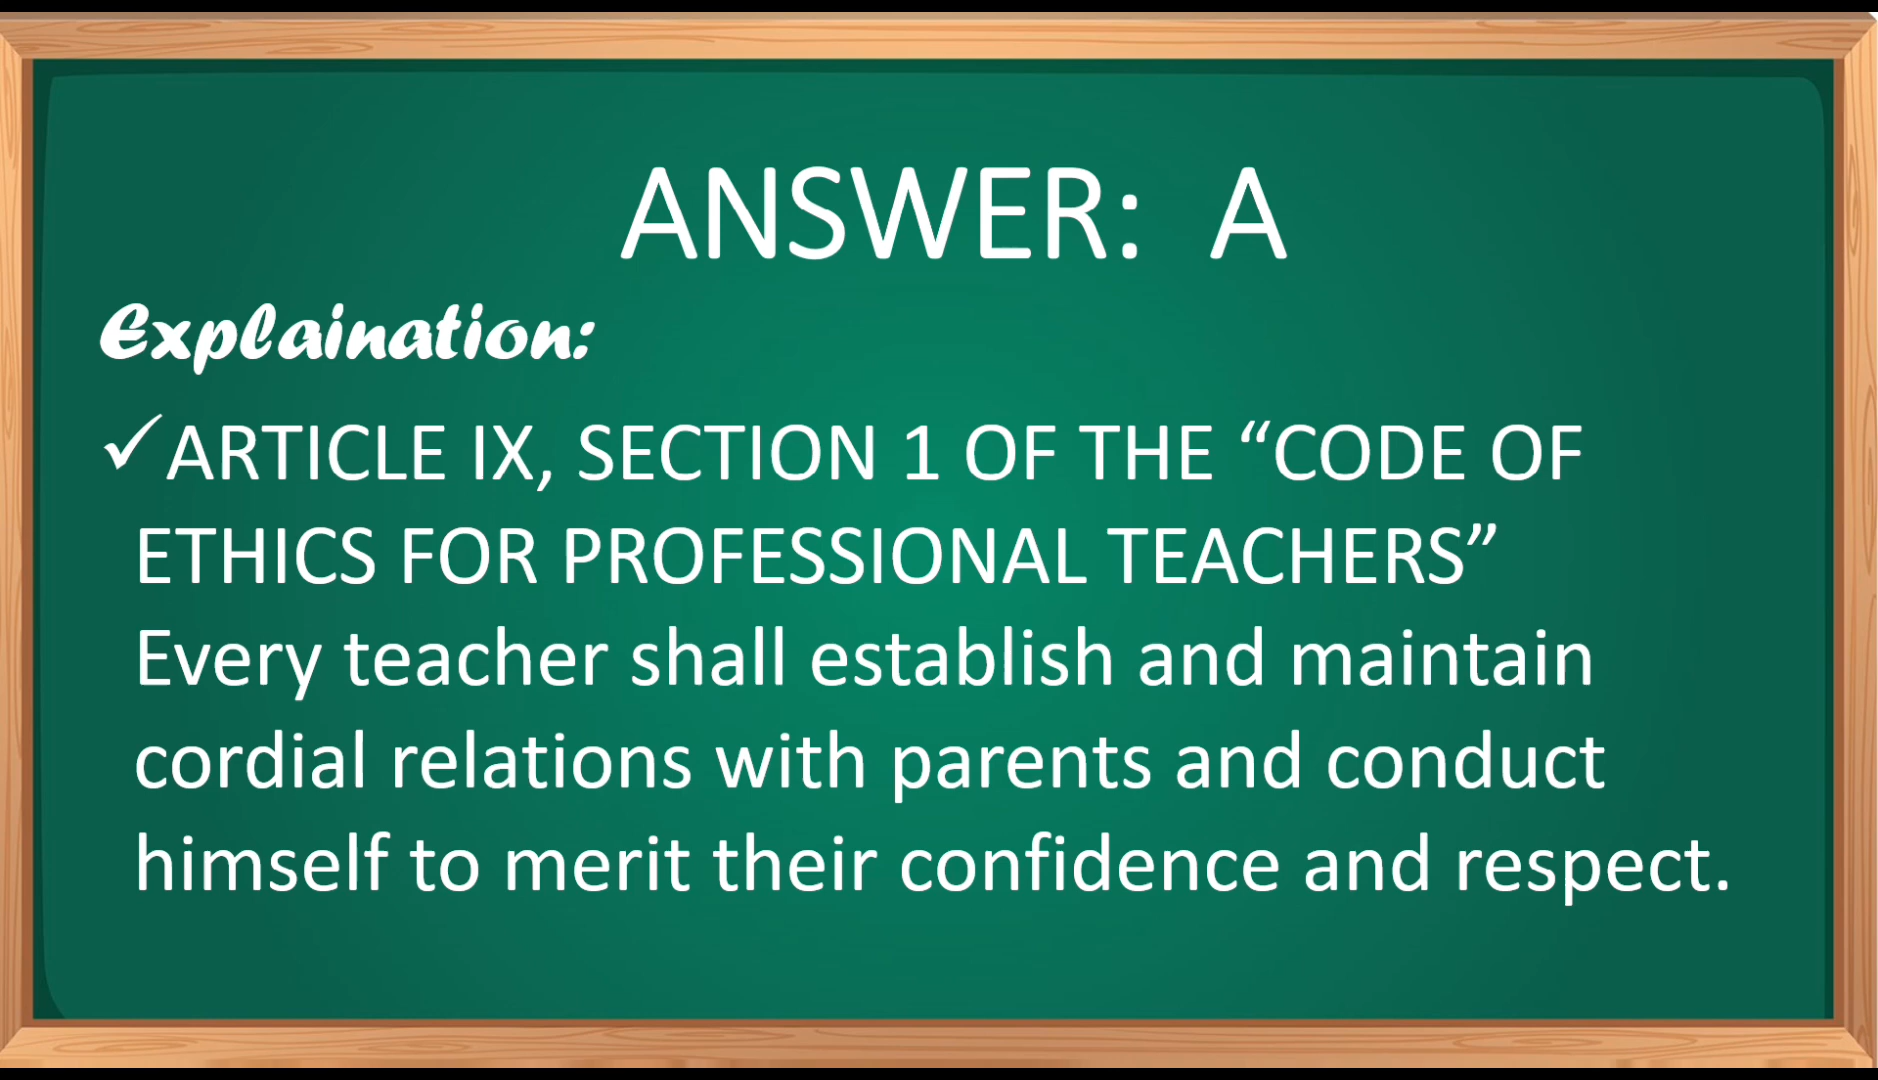 ANSWER: A
Explaination:
✓ARTICLE IX, SECTION 1 OF THE “CODE OF
ETHICS FOR PROFESSIONAL TEACHERS”
Every teacher shall establish and maintain
cordial relations with parents and conduct
himself to merit their confidence and respect.